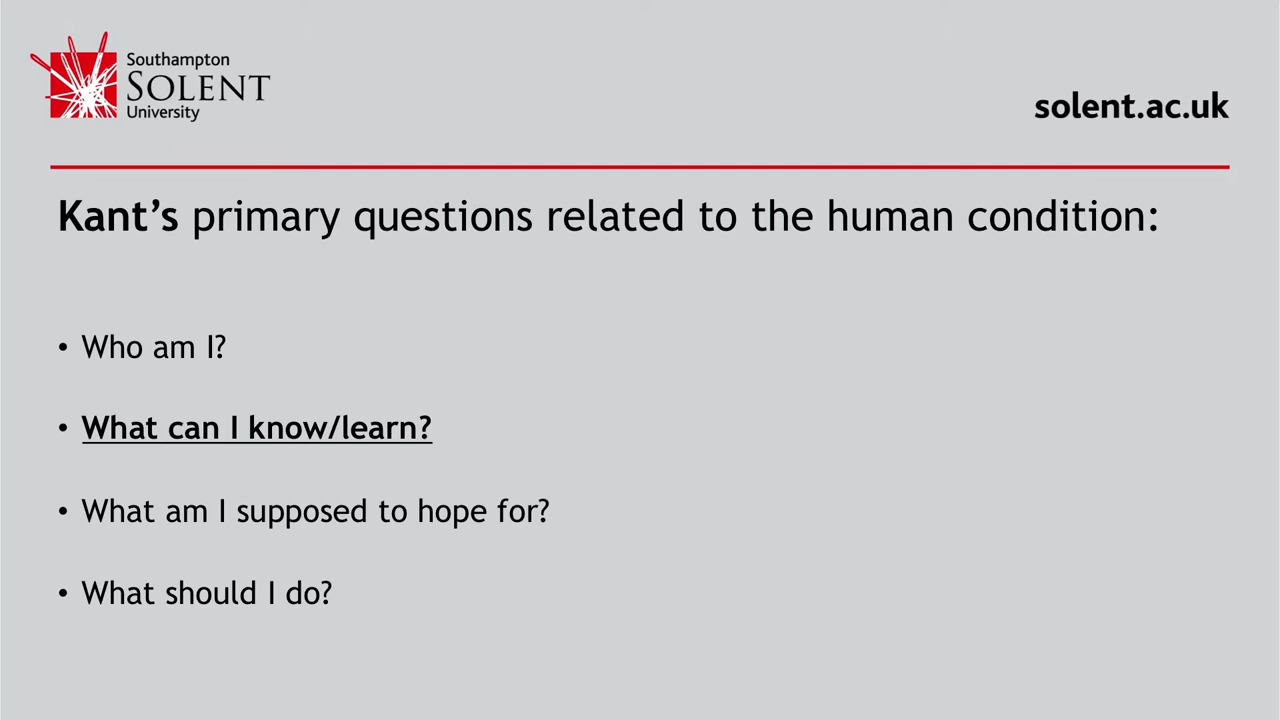 Southampton
SOLENT
University
solent.ac.uk
Kant’s primary questions related to the human condition:
• Who am I?
• What can I know/learn?
• What am I supposed to hope for?
• What should I do?